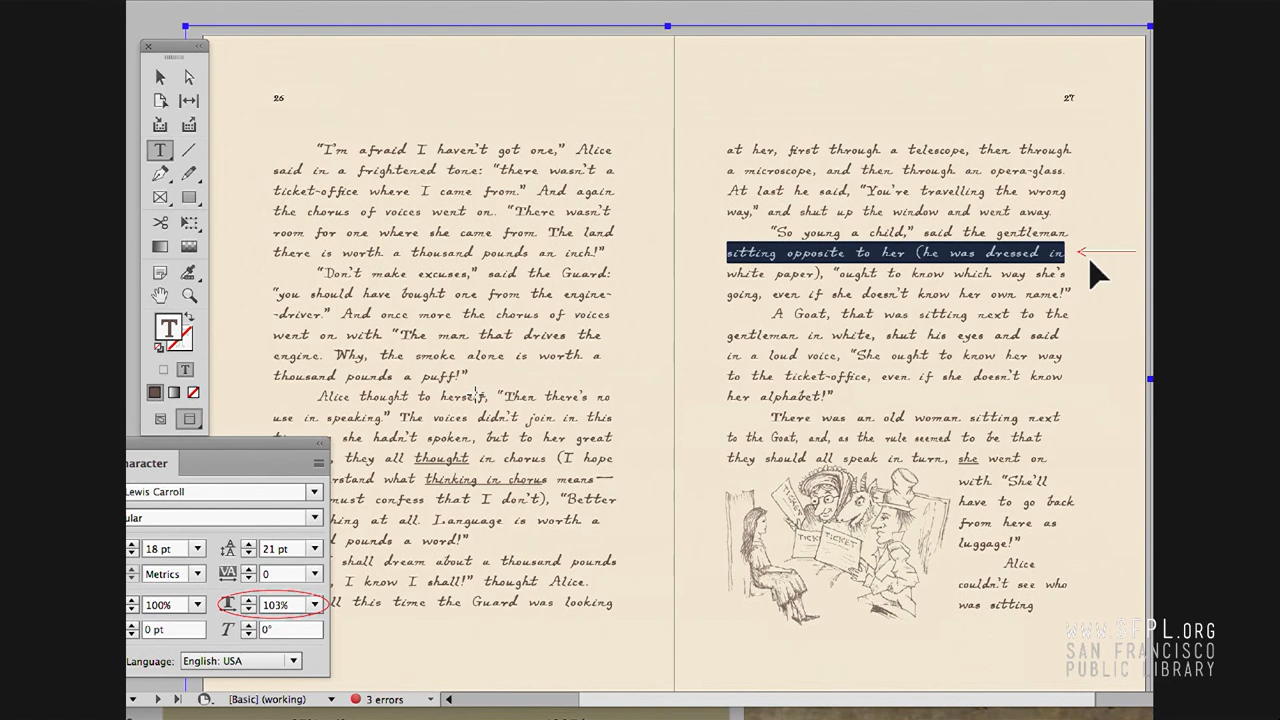 26
"I'm afraid I haven't got one," Alice
said in a frightened tone: "there wasn't a
ticket-office where I came from." And again
the chorus of voices went on. "There wasn't
room for one where she came from The land
there is worth a thousand pounds an inch!"
"Don't make excuses," said the Guard:
"you should have bought one from the engine-
-driver." And once more the chorus of voices
went on with "The man that drives the
engine. Why, the smoke alone is worth a
thousand pounds a puff!"
Alice thought to herself, "Then there's no
use in speaking." The voices didn't join in this
she hadn't spoken, but to her great
they all thought in chorus (I hope
rstand what thinking in chorus means—
must confess that I don't), "Better
hing at all. Language is worth a
d pounds a word!"
shall dream about a thousand pounds
, I know I shall!" thought Alice.
ll this time the Guard was looking
27
at her, first through a telescope, then through
a microscope, and then through an opera-glass.
At last he said, "You're travelling the wrong
way," and shut up the window and went away.
"So young a child," said the gentleman
sitting opposite to her (he was dressed in
white paper), "ought to know which way she's
going, even if she doesn't know her own name!"
A Goat, that was sitting next to the
gentleman in white, shut his eyes and said
in a loud voice, "She ought to know her way
to the ticket-office, even if she doesn't know
her alphabet!"
There was an old woman sitting next
to the Goat, and, as the rule seemed to be that
they should all speak in turn, she went on
with "She'll
have to go back
from here as
luggage!"
Alice
couldn't see who
was sitting
TICKET
TICK
TICKET
T
T
T
haracter
Lewis Carroll
ular
18 pt
21 pt
Metrics
VA
0
100%
T
103%
0 pt
T
0°
Language: English: USA
[Basic] (working)
3 errors
www.SFPL.ORG
SAN FRANCISCO
PUBLIC LIBRARY